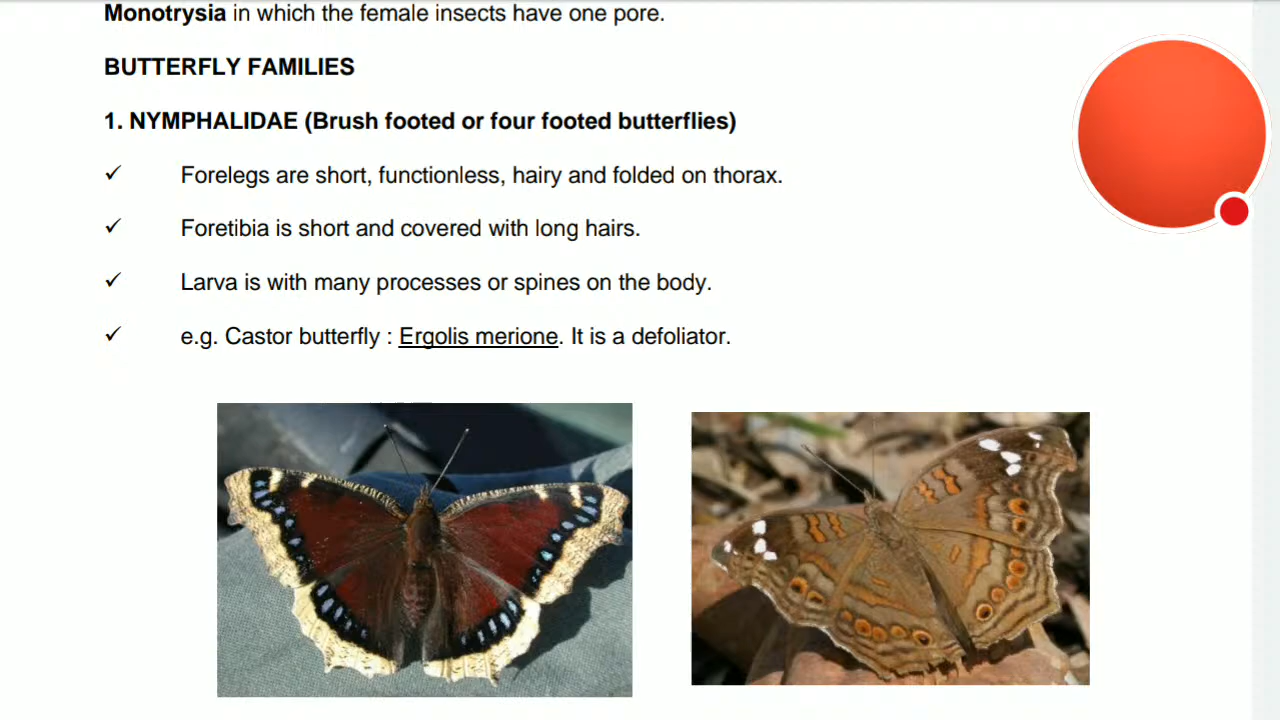 Monotrysia in which the female insects have one pore.
BUTTERFLY FAMILIES
1. NYMPHALIDAE (Brush footed or four footed butterflies)
✓ Forelegs are short, functionless, hairy and folded on thorax.
✓ Foretibia is short and covered with long hairs.
✓ Larva is with many processes or spines on the body.
✓ e.g. Castor butterfly : Ergolis merione. It is a defoliator.